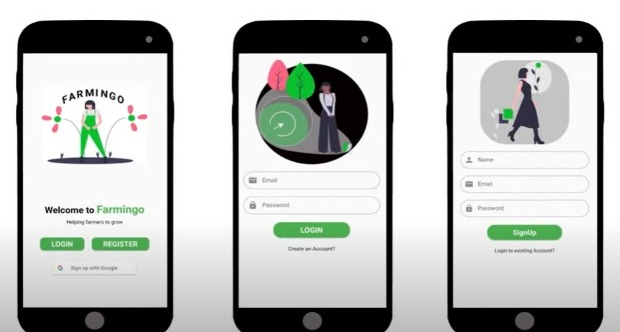 FARMINGO
Welcome to Farmingo
Helping farmers to grow
LOGIN
REGISTER
G Sign up with Google
Email
Password
LOGIN
Create an Account?
Name
Email
Password
SignUp
Login to existing Account?